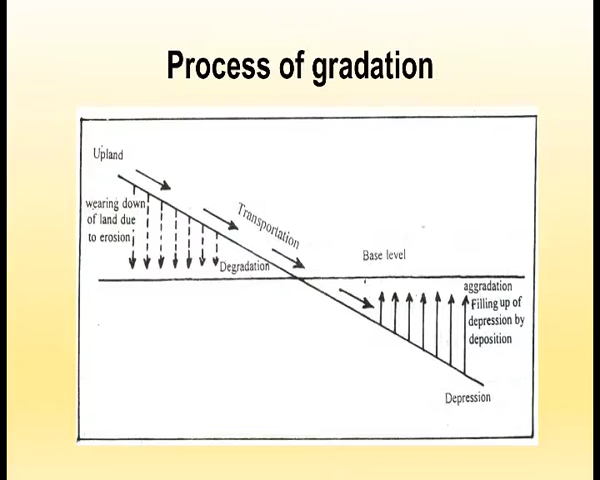 Process of gradation
Upland
wearing down
of land due
to erosion
Transportation
Degradation
Base level
aggradation
Filling up of
depression by
deposition
Depression